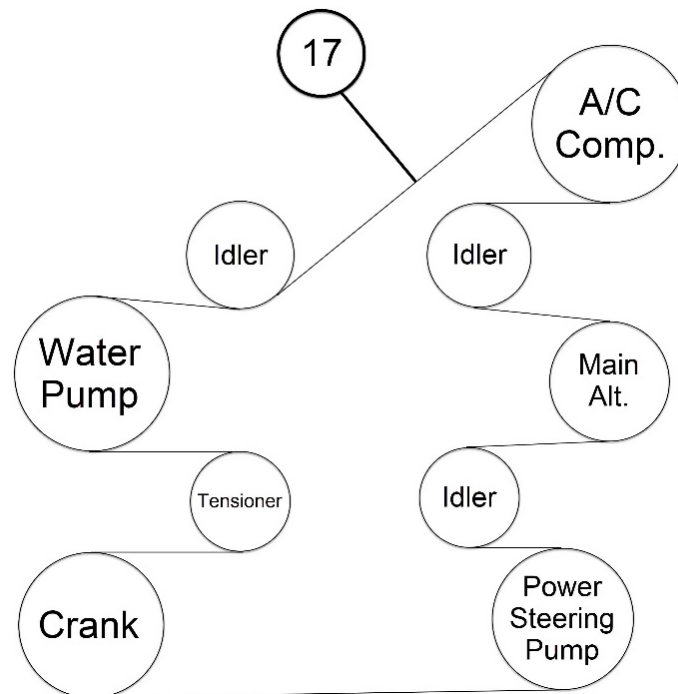 17
A/C
Comp.
Idler
Idler
Water
Pump
Main
Alt.
Tensioner
Idler
Crank
Power
Steering
Pump